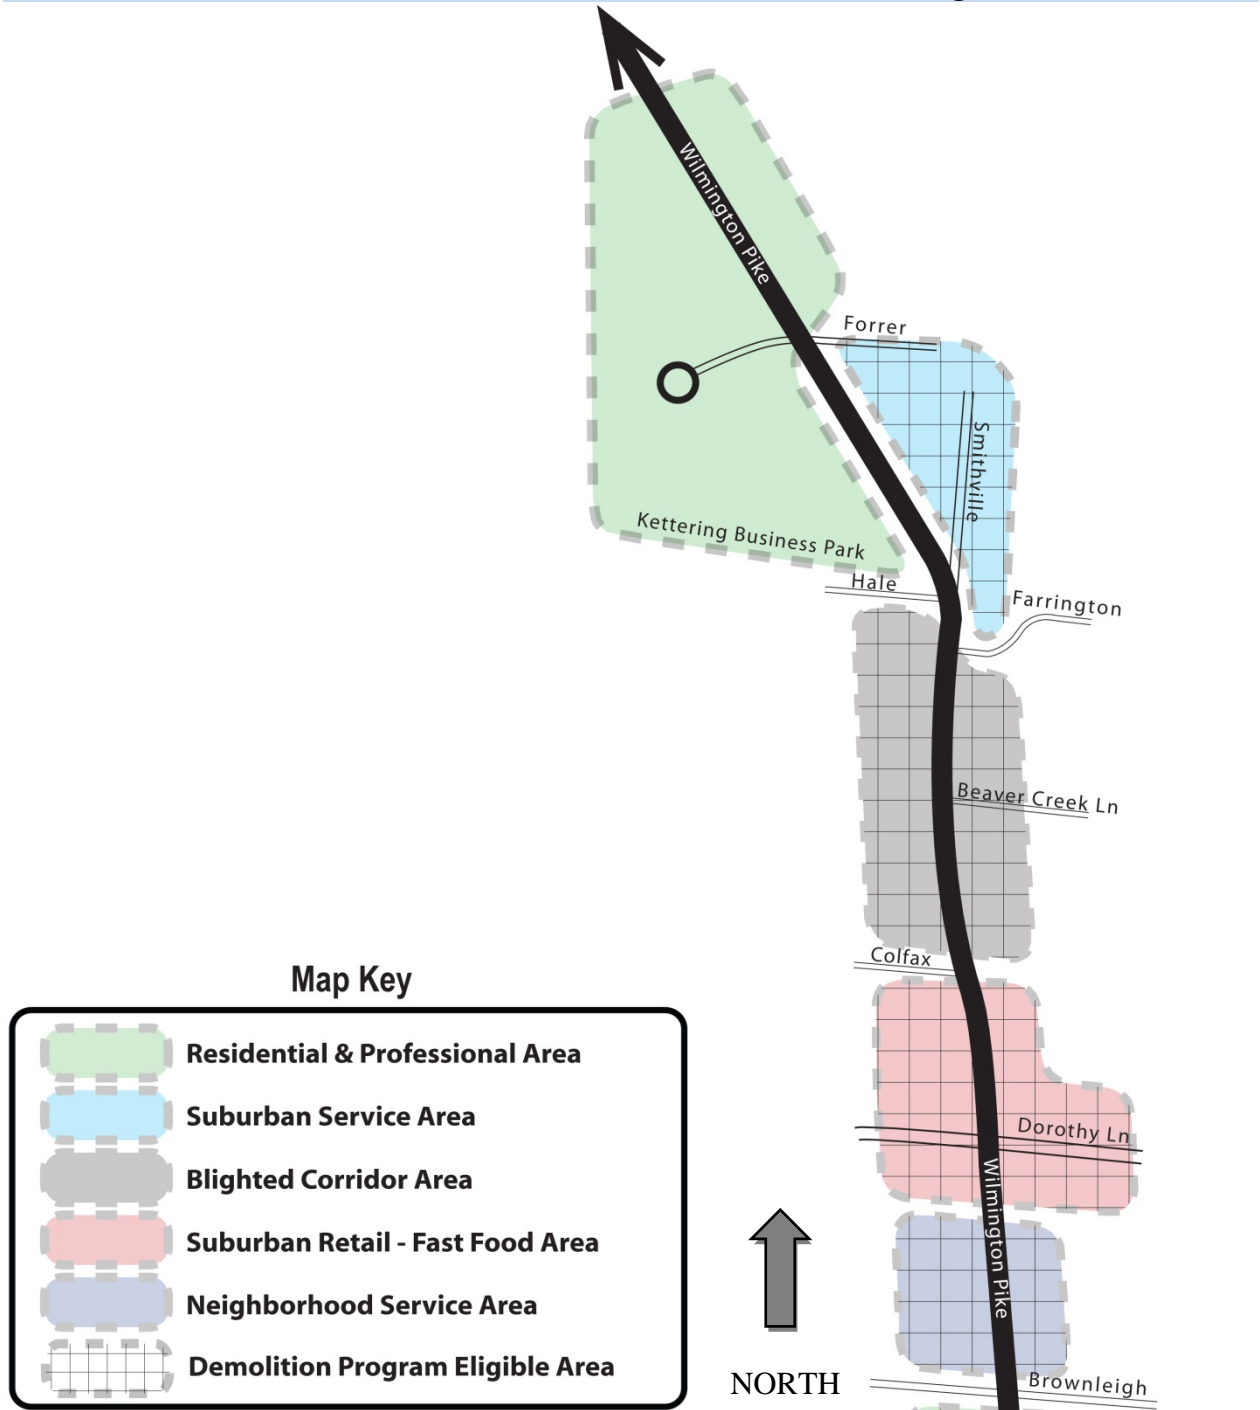 Wilmington Pike
Forrer
Smithville
Kettering Business Park
Hale
Farrington
Beaver Creek Ln
Colfax
Dorothy Ln
Wilmington Pike
Brownleigh
NORTH
Map Key
Residential & Professional Area
Suburban Service Area
Blighted Corridor Area
Suburban Retail - Fast Food Area
Neighborhood Service Area
Demolition Program Eligible Area